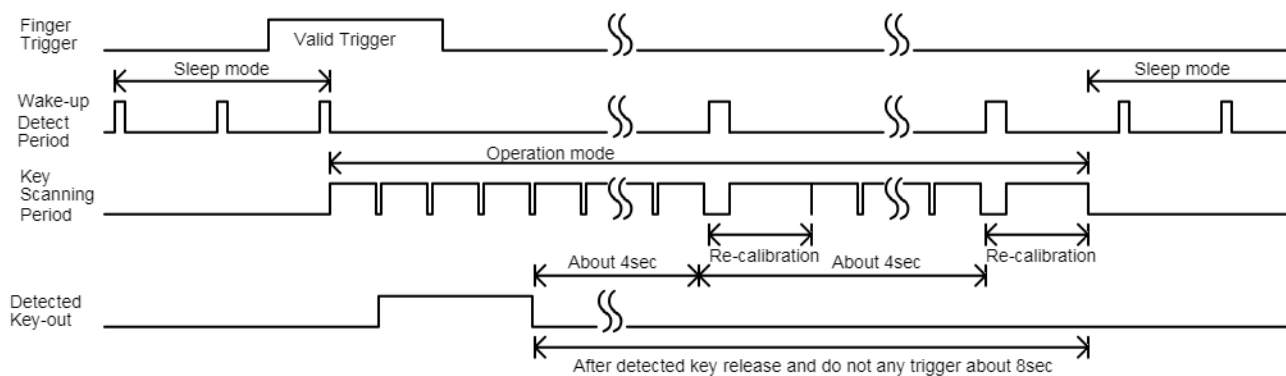 Finger
Trigger
Valid Trigger
Sleep mode
Sleep mode
Wake-up
Detect
Period
Operation mode
Key
Scanning
Period
Re-calibration
Re-calibration
About 4sec
About 4sec
Detected
Key-out
After detected key release and do not any trigger about 8sec